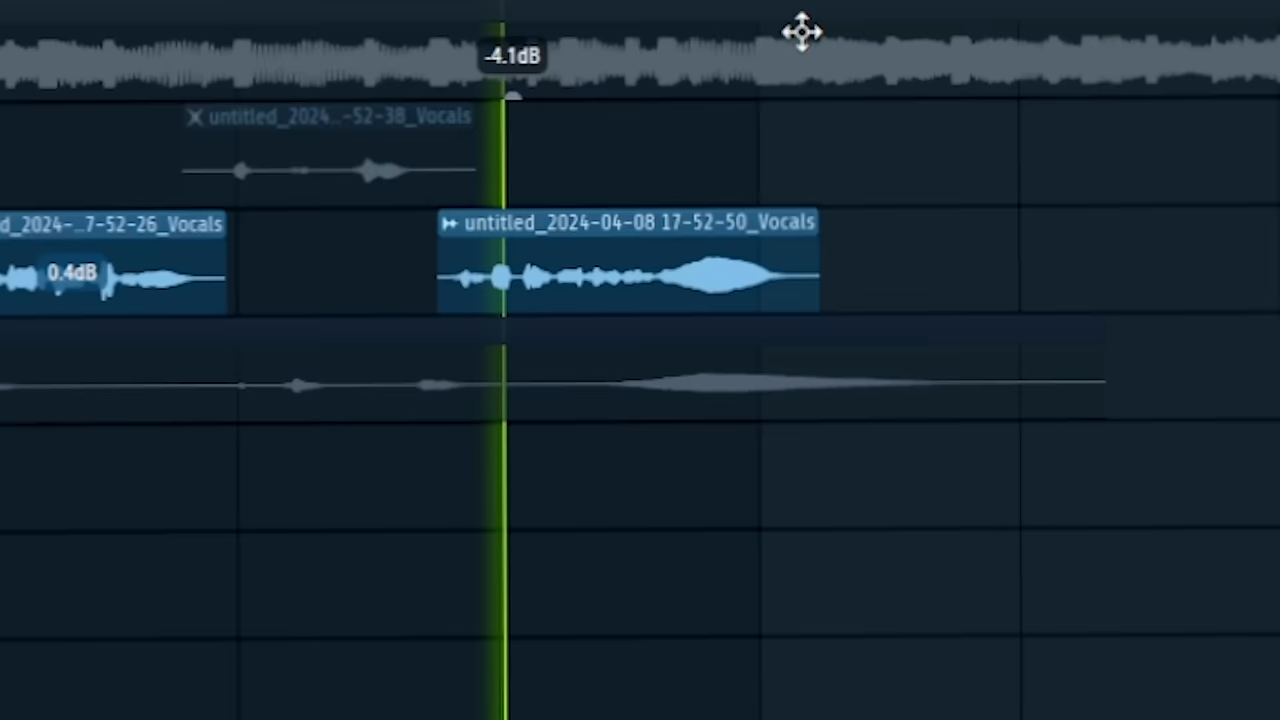 -4.1dB
untitled_2024...-52-38_Vocals
d_2024-...7-52-26_Vocals
untitled_2024-04-08 17-52-50_Vocals
0.4dB